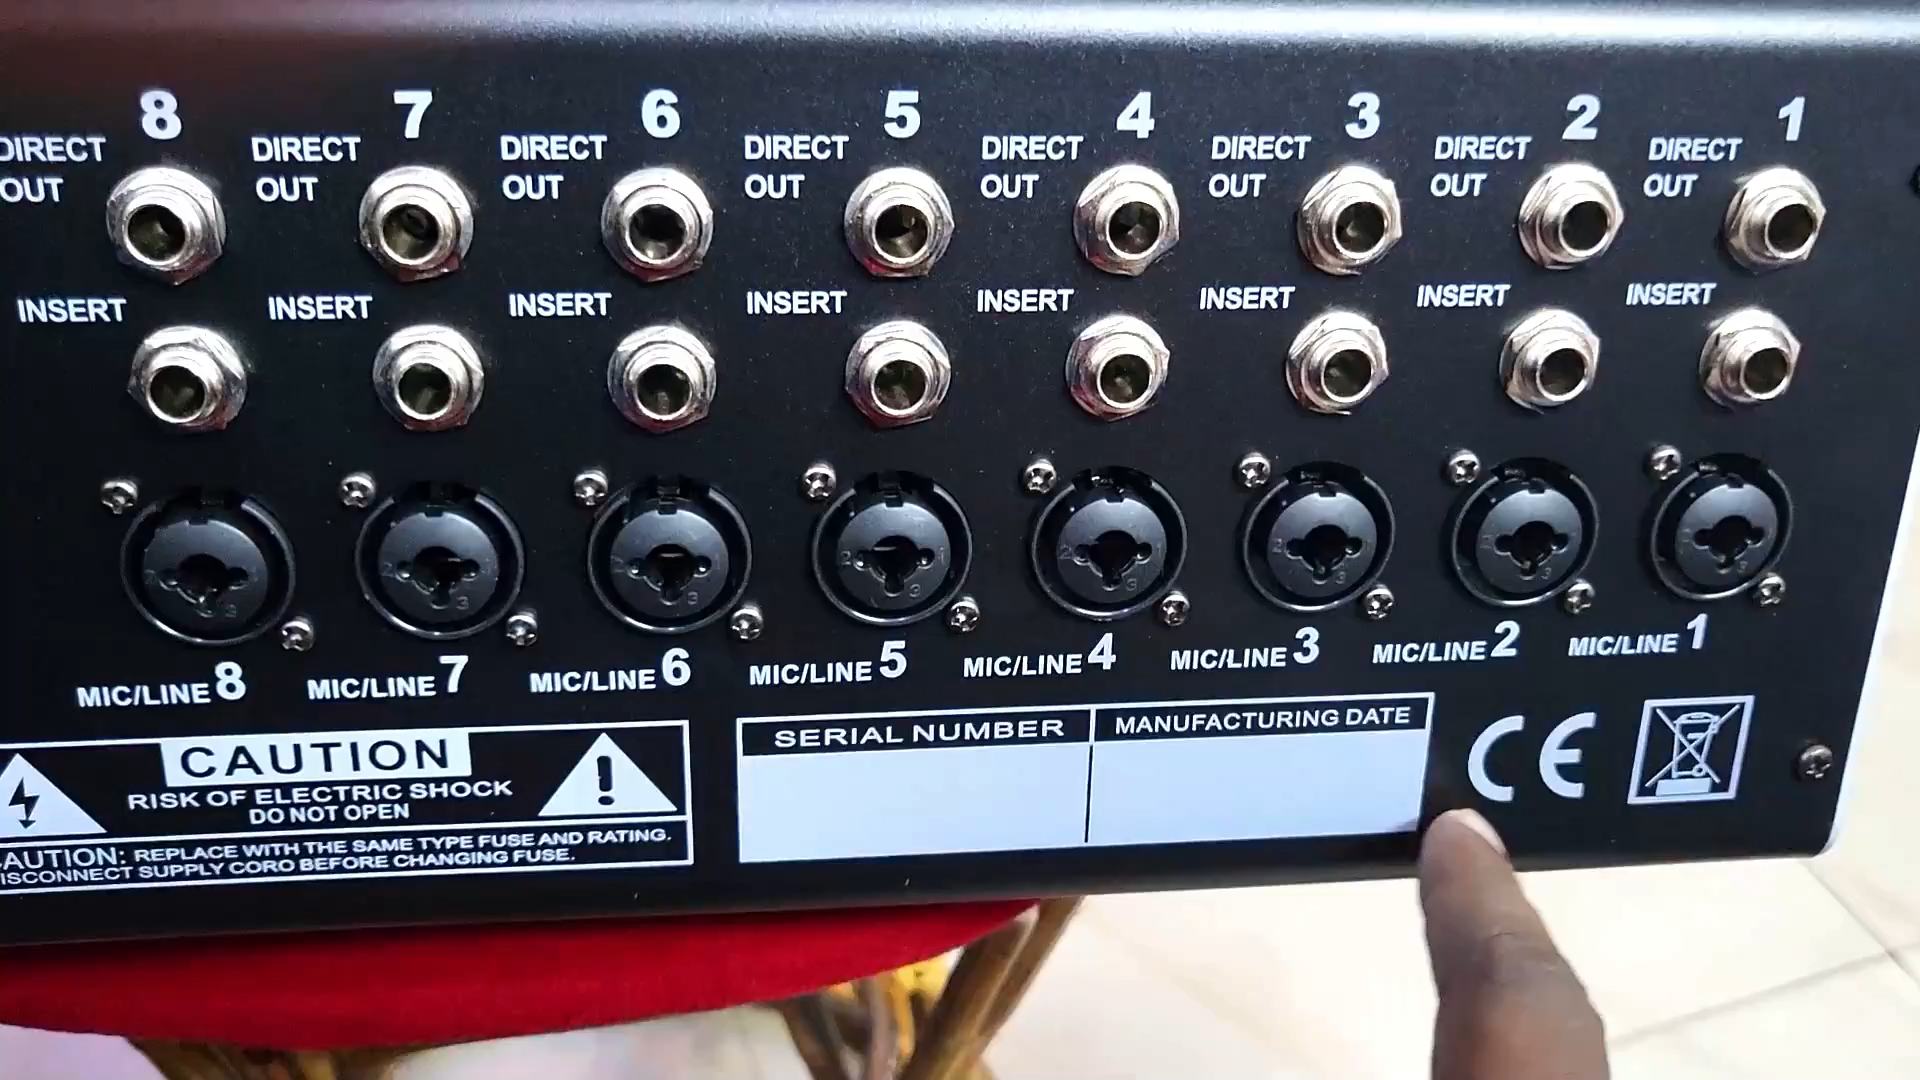 8 7 6 5 4 3 2 1
DIRECT OUT DIRECT OUT DIRECT OUT DIRECT OUT DIRECT OUT DIRECT OUT DIRECT OUT DIRECT OUT
INSERT INSERT INSERT INSERT INSERT INSERT INSERT INSERT
MIC/LINE 8 MIC/LINE 7 MIC/LINE 6 MIC/LINE 5 MIC/LINE 4 MIC/LINE 3 MIC/LINE 2 MIC/LINE 1
CAUTION
RISK OF ELECTRIC SHOCK
DO NOT OPEN
AUTION: REPLACE WITH THE SAME TYPE FUSE AND RATING.
ISCONNECT SUPPLY CORO BEFORE CHANGING FUSE.
SERIAL NUMBER
MANUFACTURING DATE
CE